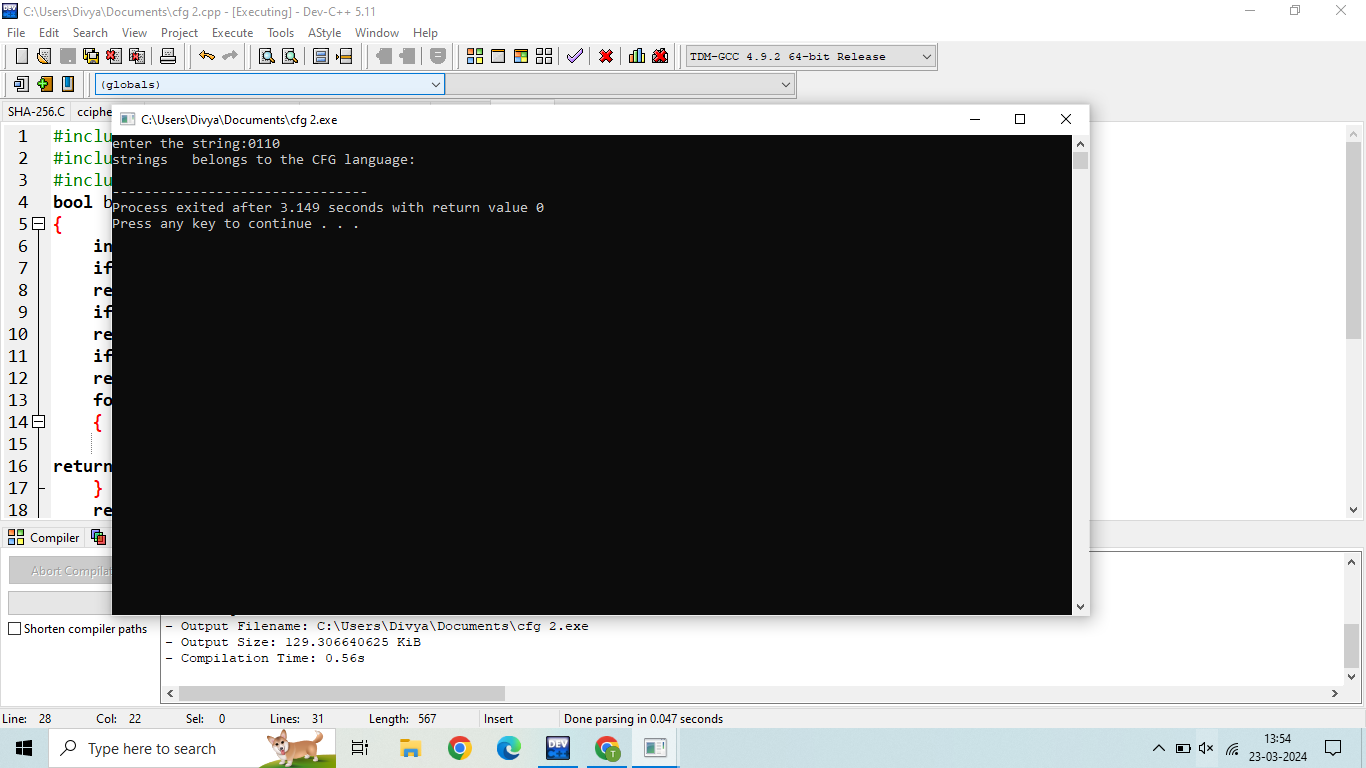 C:\Users\Divya\Documents\cfg 2.cpp - [Executing] - Dev-C++ 5.11
File Edit Search View Project Execute Tools AStyle Window Help
TDM-GCC 4.9.2 64-bit Release
(globals)
SHA-256.C cciphe
C:\Users\Divya\Documents\cfg 2.exe
enter the string:0110
strings   belongs to the CFG language:
--------------------------------
Process exited after 3.149 seconds with return value 0
Press any key to continue . . .
1 #inclu
2 #inclu
3 #inclu
4 bool b
5 {
6 in
7 if
8 re
9 if
10 re
11 if
12 re
13 fo
14 {
15
16 return
17 }
18 re
Compiler
Abort Compilat
Shorten compiler paths
- Output Filename: C:\Users\Divya\Documents\cfg 2.exe
- Output Size: 129.306640625 KiB
- Compilation Time: 0.56s
Line: 28 Col: 22 Sel: 0 Lines: 31 Length: 567 Insert Done parsing in 0.047 seconds
Type here to search
DEV
T
13:54
23-03-2024